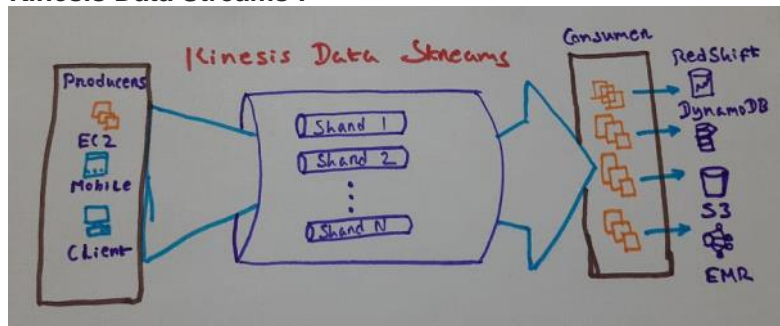 Kinesis Data Streams
Producers
EC2
Mobile
Client
Shard 1
Shard 2
Shard N
Consumer
RedShift
DynamoDB
S3
EMR